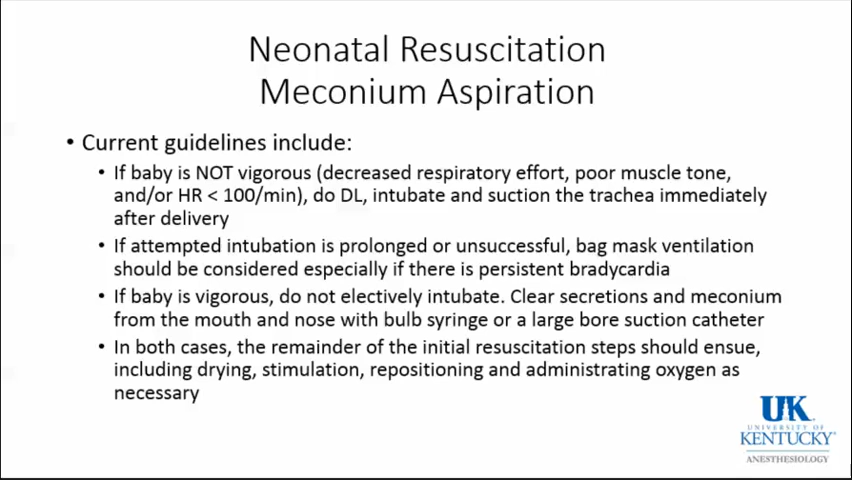 Neonatal Resuscitation
Meconium Aspiration
• Current guidelines include:
• If baby is NOT vigorous (decreased respiratory effort, poor muscle tone,
and/or HR < 100/min), do DL, intubate and suction the trachea immediately
after delivery
• If attempted intubation is prolonged or unsuccessful, bag mask ventilation
should be considered especially if there is persistent bradycardia
• If baby is vigorous, do not electively intubate. Clear secretions and meconium
from the mouth and nose with bulb syringe or a large bore suction catheter
• In both cases, the remainder of the initial resuscitation steps should ensue,
including drying, stimulation, repositioning and administrating oxygen as
necessary
UK
UNIVERSITY OF
KENTUCKY
ANESTHESIOLOGY